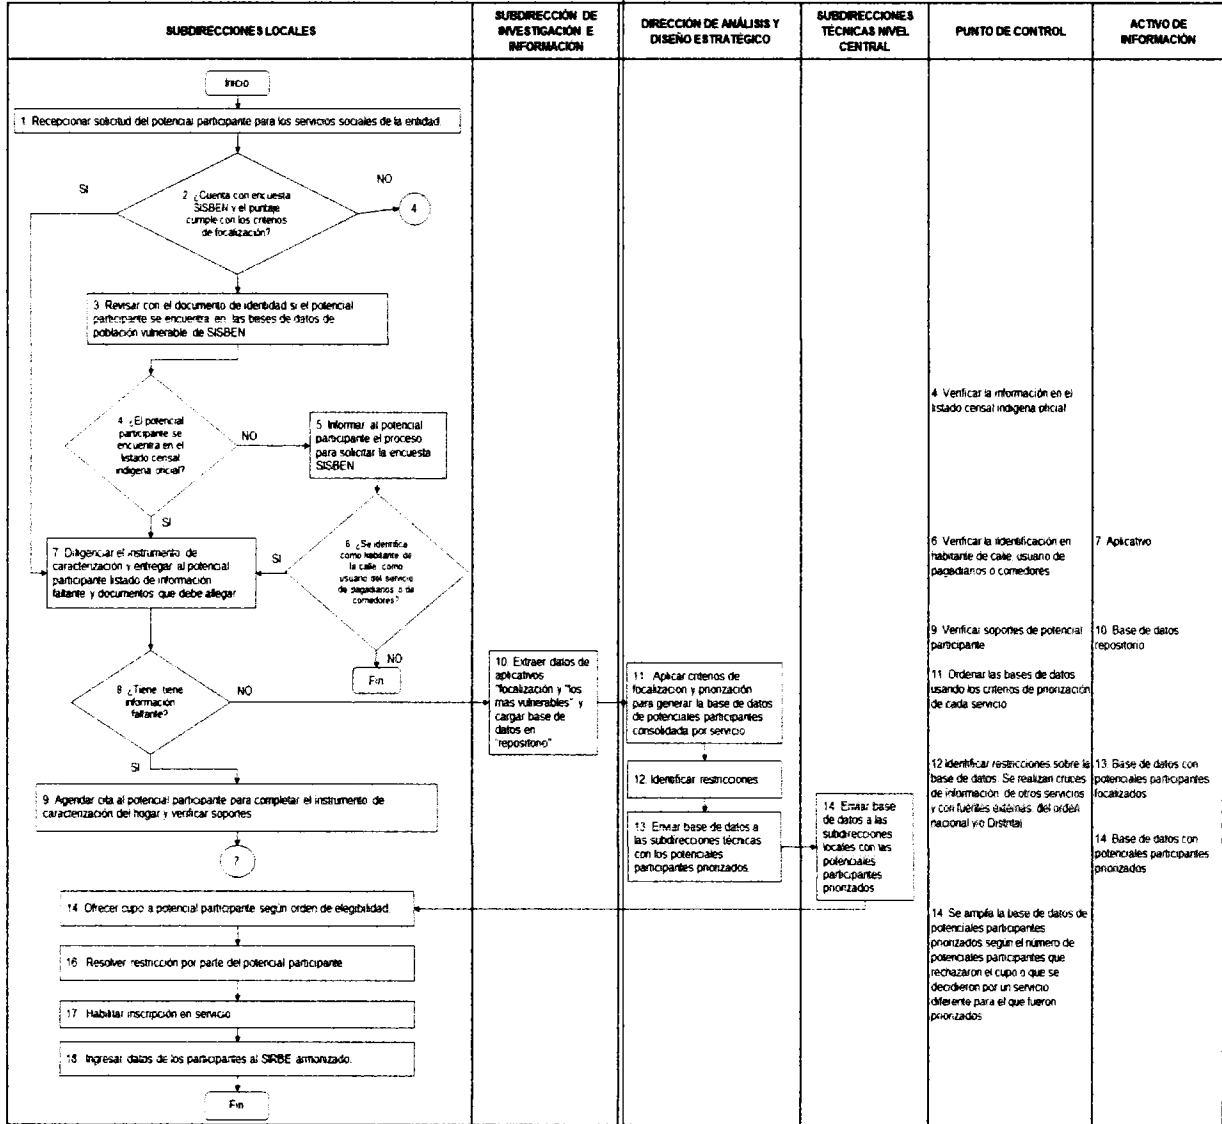 SUBDIRECCIONES LOCALES
SUBDIRECCIÓN DE
INVESTIGACIÓN E
INFORMACIÓN
DIRECCIÓN DE ANÁLISIS Y
DISEÑO ESTRATÉGICO
SUBDIRECCIONES
TÉCNICAS NIVEL
CENTRAL
PUNTO DE CONTROL
ACTIVO DE
INFORMACIÓN
Inicio
1 Recepcionar solicitud del potencial participante para los servicios sociales de la entidad.
SI
NO
2 ¿Cuenta con encuesta
SISBEN y el puntaje
cumple con los criterios
de focalización?
4
3 Revisar con el documento de identidad si el potencial
participante se encuentra en las bases de datos de
población vulnerable de SISBEN
4 ¿El potencial
participante se
encuentra en el
listado censal
indígena oficial?
NO
SI
5 Informar al potencial
participante el proceso
para solicitar la encuesta
SISBEN
4 Verificar la información en el
listado censal indígena oficial
6 ¿Se identifica
como habitante de
la calle, como
usuario del servicio
de pagadiarios o de
comedores?
SI
NO
Fin
7 Diligenciar el instrumento de
caracterización y entregar al potencial
participante listado de información
faltante y documentos que debe allegar
6 Verificar la identificación en
habitante de calle, usuario de
pagadiarios o comedores
7 Aplicativo
8 ¿Tiene tiene
información
faltante?
NO
SI
9 Verificar soportes de potencial
participante
10 Base de datos
repositorio
10 Extraer datos de
aplicativos
"focalización y "los
mas vulnerables" y
cargar base de
datos en
"repositorio"
11 Aplicar criterios de
focalización y priorización
para generar la base de datos
de potenciales participantes
consolidada por servicio
11 Ordenar las bases de datos
usando los criterios de priorización
de cada servicio
12 Identificar restricciones
12 Identificar restricciones sobre la
base de datos. Se realizan cruces
de información de otros servicios
y con fuentes externas del orden
nacional y/o Distrital
13 Base de datos con
potenciales participantes
focalizados
9 Agendar cita al potencial participante para completar el instrumento de
caracterización del hogar y verificar soportes
7
13 Enviar base de datos a
las subdirecciones técnicas
con los potenciales
participantes priorizados
14 Enviar base
de datos a las
subdirecciones
locales con las
potenciales
participantes
priorizados
14 Base de datos con
potenciales participantes
priorizados
14 Ofrecer cupo a potencial participante según orden de elegibilidad.
14 Se amplía la base de datos de
potenciales participantes
priorizados según el número de
potenciales participantes que
rechazaron el cupo o que se
decidieron por un servicio
diferente para el que fueron
priorizados
16 Resolver restricción por parte del potencial participante
17 Habilitar inscripción en servicio
18 Ingresar datos de los participantes al SIRBE armonizado.
Fin